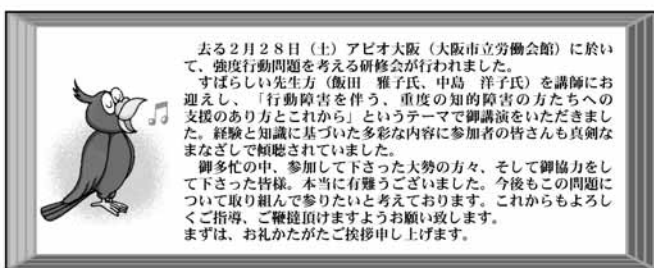 去る２月２８日（土）アピオ大阪（大阪市立労働会館）に於い
て、強度行動問題を考える研修会が行われました。
すばらしい先生方（飯田　雅子氏、中島　洋子氏）を講師にお
迎えし、「行動障害を伴う、重度の知的障害の方たちへの
支援のあり方とこれから」というテーマで御講演をいただきまし
た。経験と知識に基づいた多彩な内容に参加者の皆さんも真剣な
まなざしで傾聴されていました。
御多忙の中、参加して下さった大勢の方々、そして御協力をし
て下さった皆様。本当に有難うございました。今後もこの問題に
ついて取り組んで参りたいと考えております。これからもよろし
くご指導、ご鞭撻頂けますようお願い致します。
まずは、お礼かたがたご挨拶申し上げます。